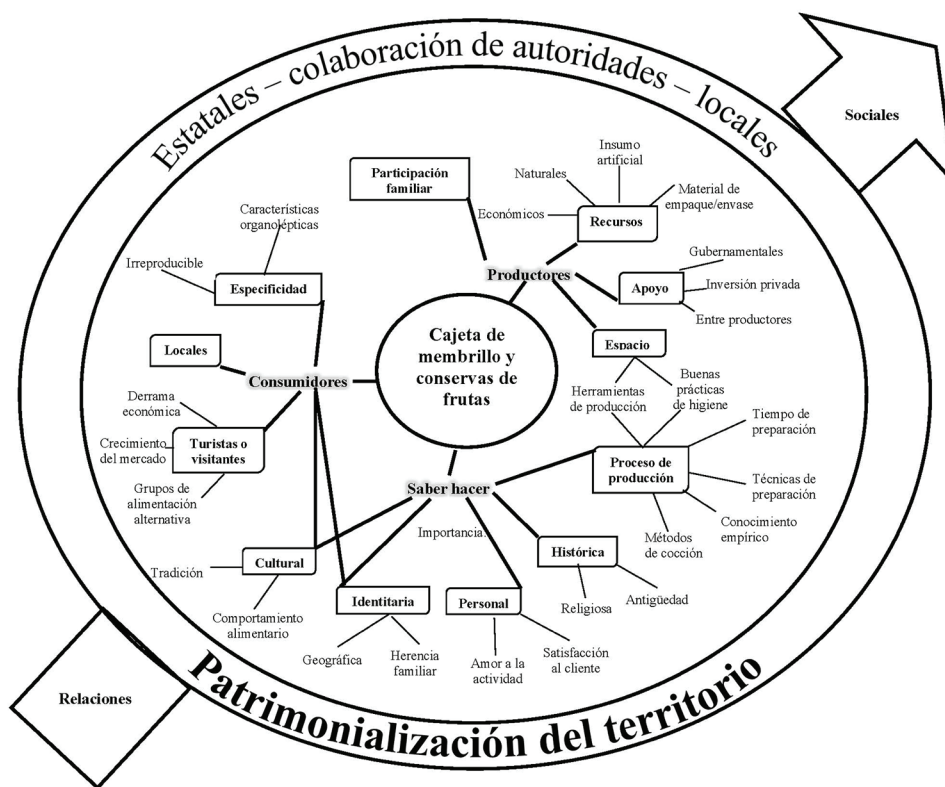 Estatales – colaboración de autoridades – locales
Sociales
Participación
familiar
Insumo
artificial
Naturales
Material de
empaque/envase
Económicos
Recursos
Características
organolépticas
Irreproducible
Especificidad
Productores
Gubernamentales
Apoyo
Inversión privada
Entre productores
Locales
Consumidores
Cajeta de
membrillo y
conservas de
frutas
Espacio
Herramientas
de producción
Buenas
prácticas
de higiene
Derrama
económica
Crecimiento
del mercado
Turistas o
visitantes
Grupos de
alimentación
alternativa
Tiempo de
preparación
Proceso de
producción
Técnicas de
preparación
Conocimiento
empírico
Métodos
de cocción
Saber hacer
Importancia:
Histórica
Religiosa
Antigüedad
Tradición
Cultural
Comportamiento
alimentario
Identitaria
Geográfica
Herencia
familiar
Personal
Amor a la
actividad
Satisfacción
al cliente
Relaciones
Patrimonialización del territorio